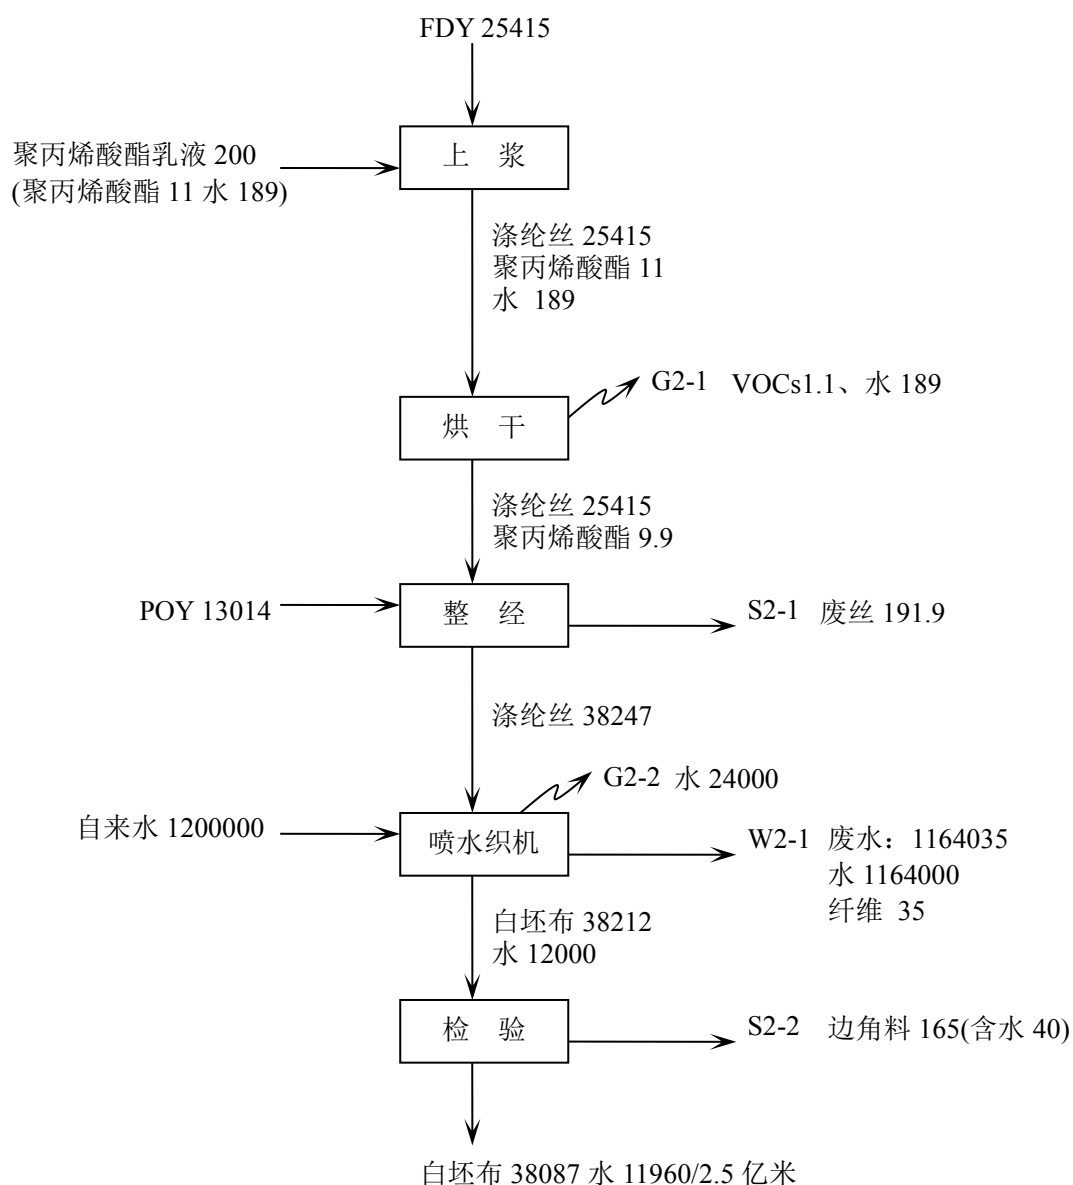 FDY 25415
聚丙烯酸酯乳液 200
(聚丙烯酸酯 11 水 189)
上 浆
涤纶丝 25415
聚丙烯酸酯 11
水 189
G2-1 VOCs1.1、水 189
烘 干
涤纶丝 25415
聚丙烯酸酯 9.9
POY 13014
整 经
S2-1 废丝 191.9
涤纶丝 38247
G2-2 水 24000
自来水 1200000
喷水织机
W2-1 废水：1164035
水 1164000
纤维 35
白坯布 38212
水 12000
检 验
S2-2 边角料 165(含水 40)
白坯布 38087 水 11960/2.5 亿米